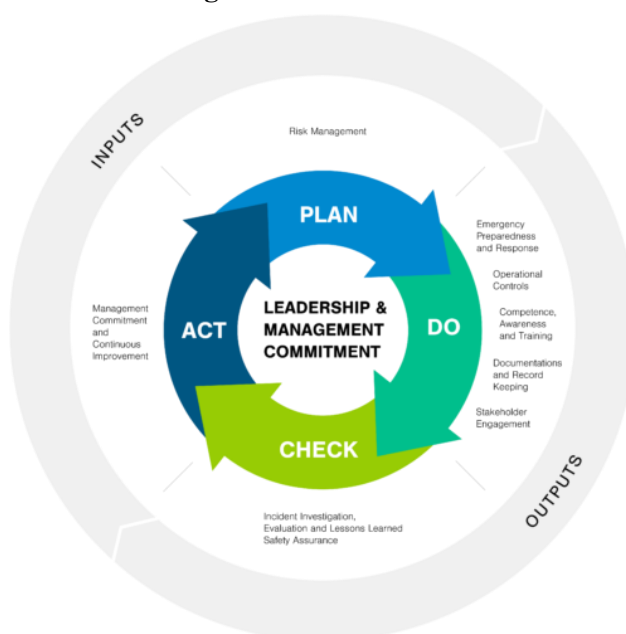 INPUTS
Risk Management
PLAN
Emergency
Preparedness
and Response
Operational
Controls
Competence,
Awareness
and Training
Documentations
and Record
Keeping
Stakeholder
Engagement
DO
LEADERSHIP &
MANAGEMENT
COMMITMENT
ACT
Management
Commitment
and
Continuous
Improvement
CHECK
Incident Investigation,
Evaluation and Lessons Learned
Safety Assurance
OUTPUTS